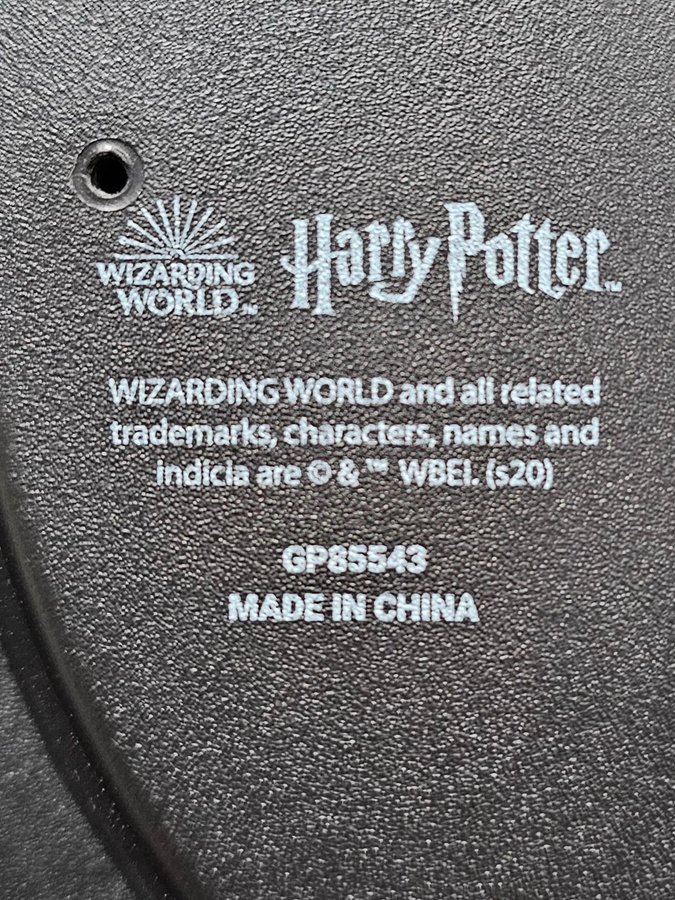 WIZARDING
WORLD™
Harry Potter™
WIZARDING WORLD and all related
trademarks, characters, names and
indicia are © & ™ WBEI. (s20)
GP85543
MADE IN CHINA